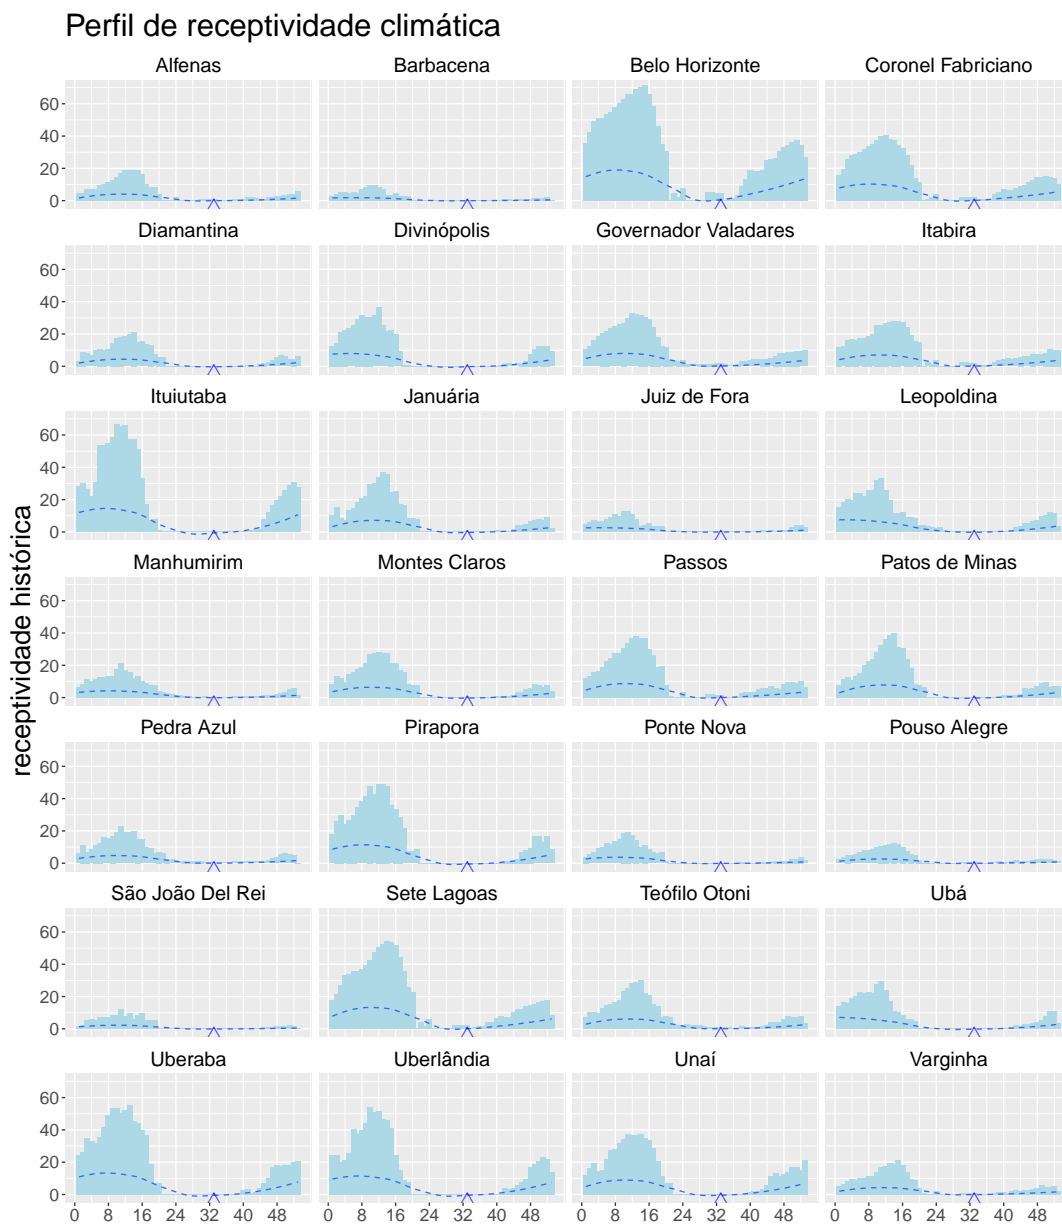 Perfil de receptividade climática
Alfenas Barbacena Belo Horizonte Coronel Fabriciano
60
40
20
0
Diamantina Divinópolis Governador Valadares Itabira
60
40
20
0
Ituiutaba Januária Juiz de Fora Leopoldina
60
40
20
0
receptividade histórica
Manhumirim Montes Claros Passos Patos de Minas
60
40
20
0
Pedra Azul Pirapora Ponte Nova Pouso Alegre
60
40
20
0
São João Del Rei Sete Lagoas Teófilo Otoni Ubá
60
40
20
0
Uberaba Uberlândia Unaí Varginha
60
40
20
0
0 8 16 24 32 40 48 0 8 16 24 32 40 48 0 8 16 24 32 40 48 0 8 16 24 32 40 48